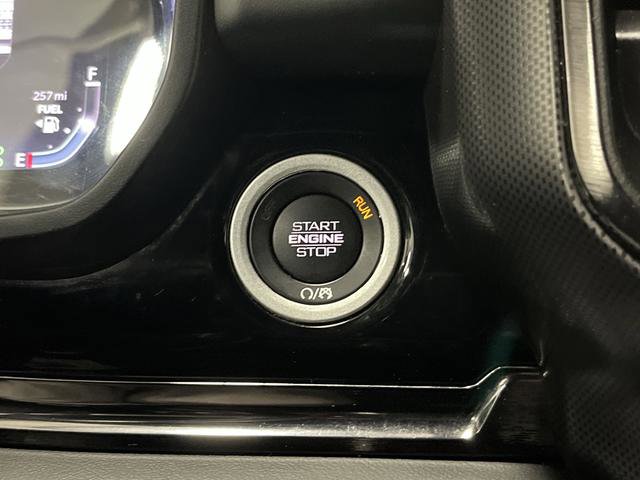 F
257 mi
FUEL
E
RUN
START
ENGINE
STOP